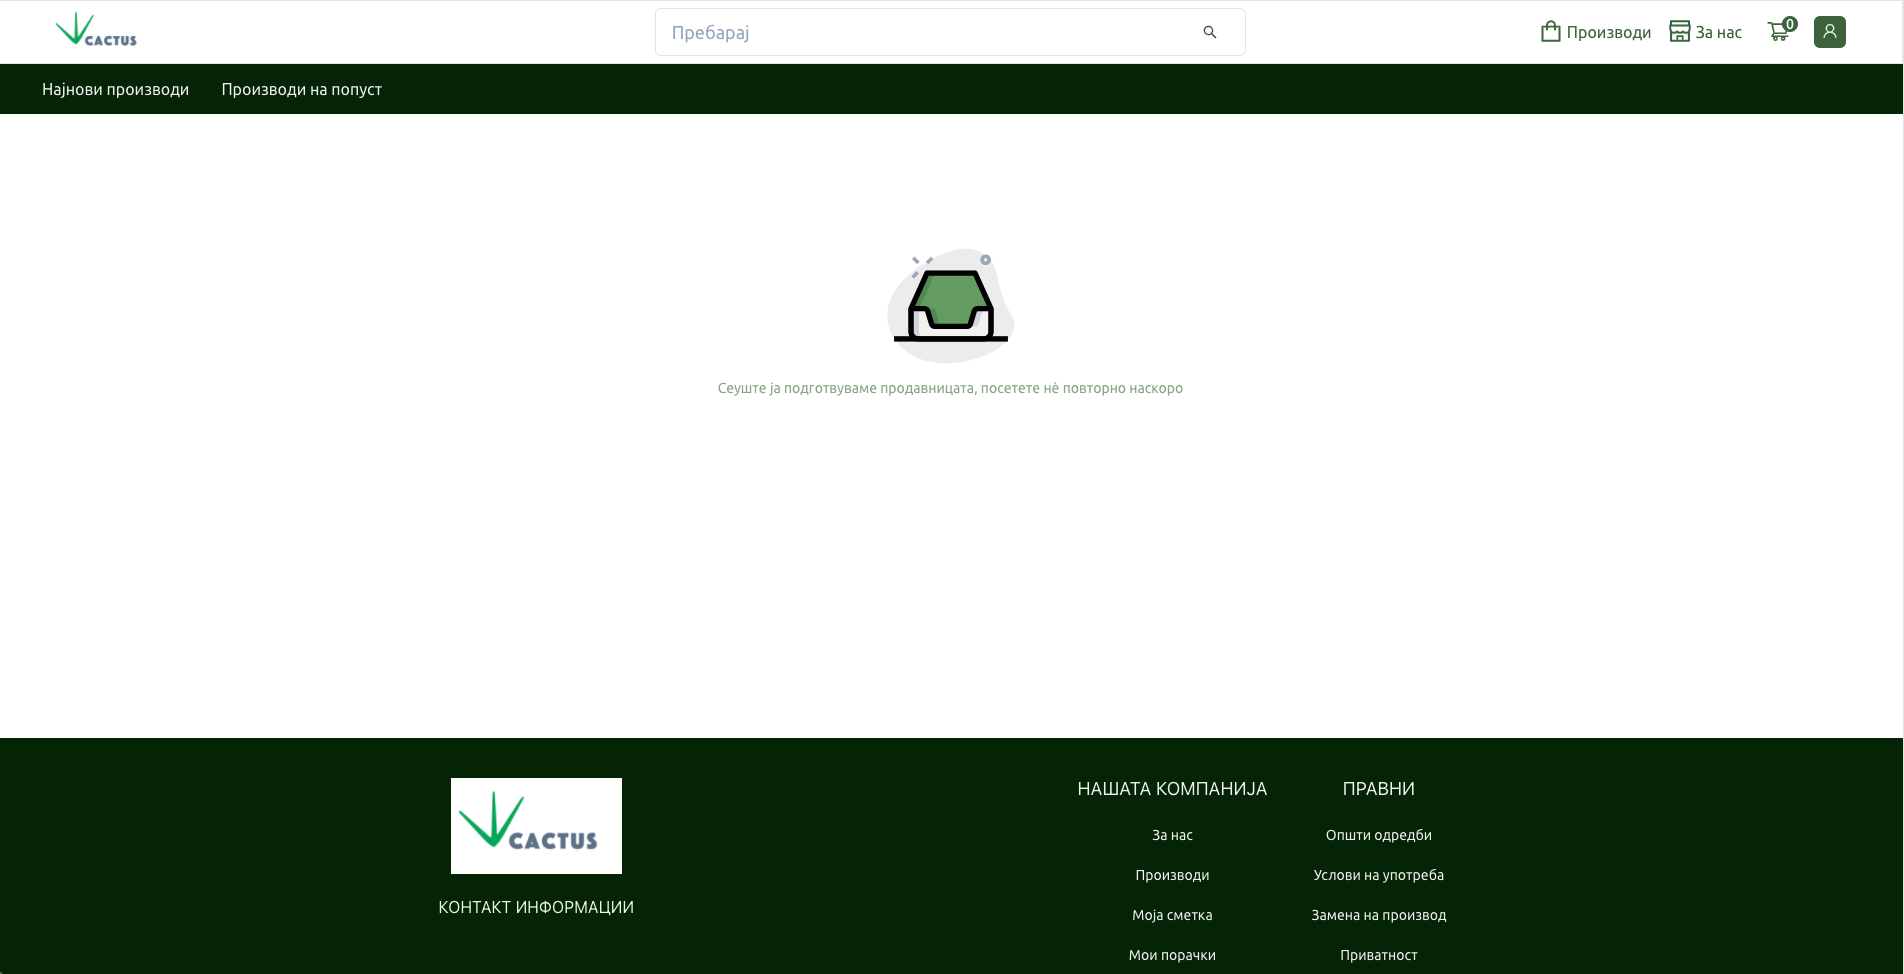 CACTUS
Пребарај
Производи
За нас
0
Најнови производи
Производи на попуст
Сеуште ја подготвуваме продавницата, посетете нѐ повторно наскоро
CACTUS
КОНТАКТ ИНФОРМАЦИИ
НАШАТА КОМПАНИЈА
За нас
Производи
Моја сметка
Мои порачки
ПРАВНИ
Општи одредби
Услови на употреба
Замена на производ
Приватност